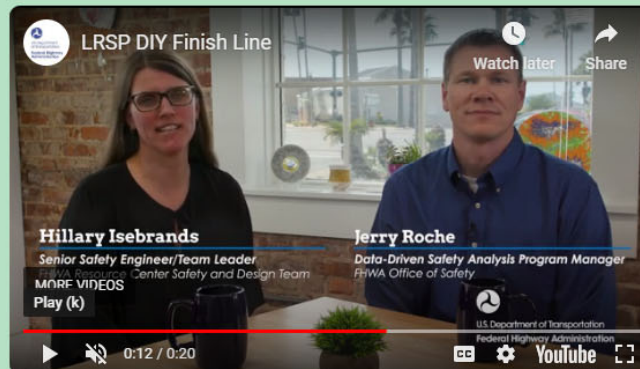 LRSP DIY Finish Line
Watch later
Share
Hillary Isebrands
Senior Safety Engineer/Team Leader
FHWA Resource Center Safety and Design Team
Jerry Roche
Data-Driven Safety Analysis Program Manager
FHWA Office of Safety
MORE VIDEOS
Play (k)
U.S. Department of Transportation
Federal Highway Administration
0:12 / 0:20
CC
YouTube